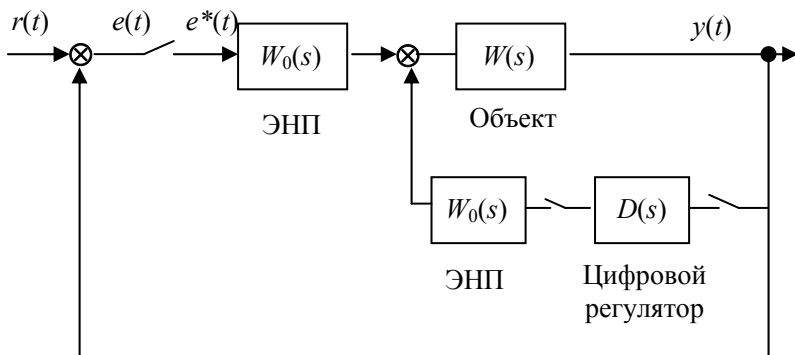 r(t) e(t) e*(t) y(t)
W₀(s) W(s)
ЭНП Объект
W₀(s) D(s)
ЭНП Цифровой
регулятор